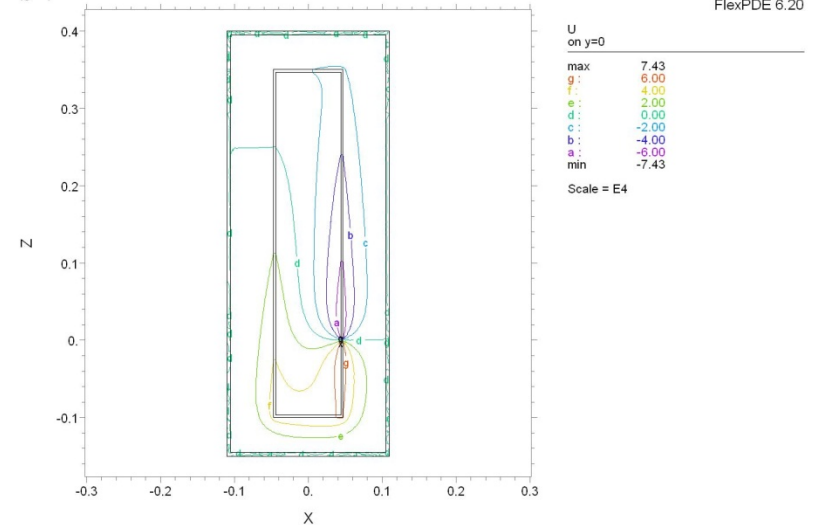 FlexPDE 6.20
U
on y=0
max 7.43
g : 6.00
f : 4.00
e : 2.00
d : 0.00
c : -2.00
b : -4.00
a : -6.00
min -7.43
Scale = E4
0.4
0.3
0.2
0.1
0.
-0.1
Z
-0.3 -0.2 -0.1 0. 0.1 0.2 0.3
X
d d d d
d
d
d
b
c
d
a
d
g
f
e